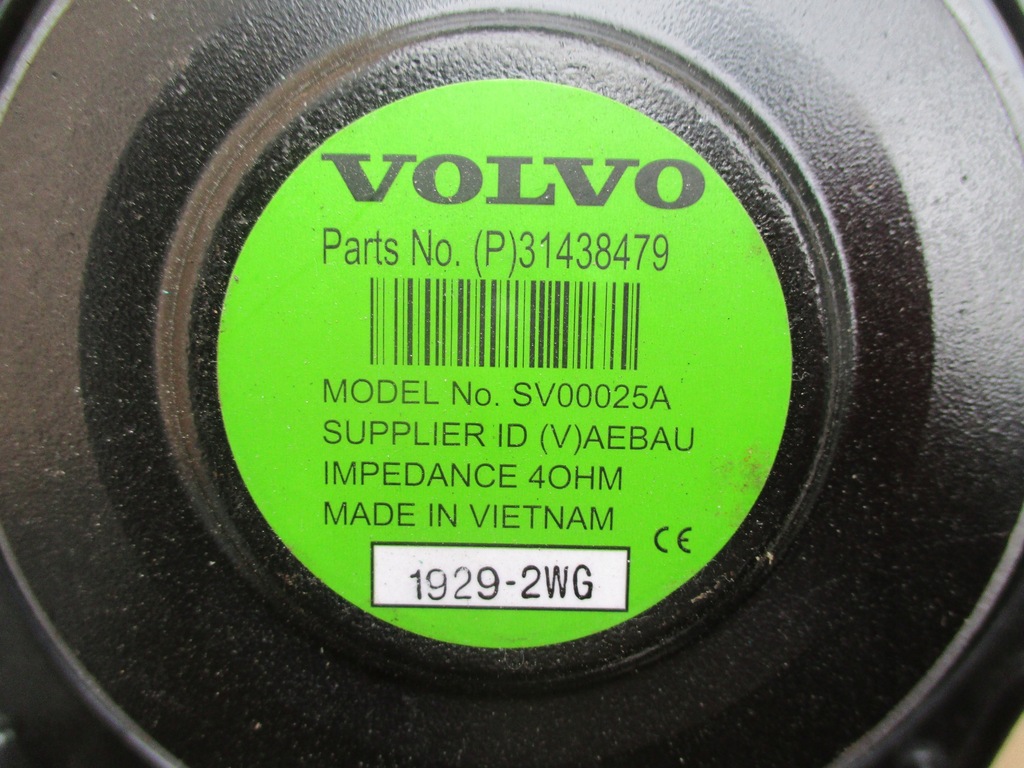 VOLVO
Parts No. (P)31438479
MODEL No. SV00025A
SUPPLIER ID (V)AEBAU
IMPEDANCE 4OHM
MADE IN VIETNAM
CE
1929-2WG